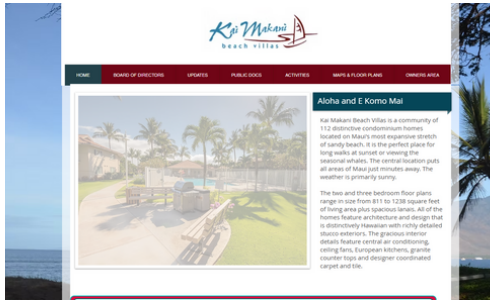 Kai Makani
beach villas
HOME BOARD OF DIRECTORS UPDATES PUBLIC DOCS ACTIVITIES MAPS & FLOOR PLANS OWNERS AREA
Aloha and E Komo Mai
Kai Makani Beach Villas is a community of
112 distinctive condominium homes
located on Maui's most expansive stretch
of sandy beach. It is the perfect place for
long walks at sunset or viewing the
seasonal whales. The central location puts
all areas of Maui just minutes away. The
weather is primarily sunny.
The two and three bedroom floor plans
range in size from 811 to 1238 square feet
of living area plus spacious lanais. All of the
homes feature architecture and design that
is distinctively Hawaiian with richly detailed
stucco exteriors. The gracious interior
details feature central air conditioning,
ceiling fans, European kitchens, granite
counter tops and designer coordinated
carpet and tile.